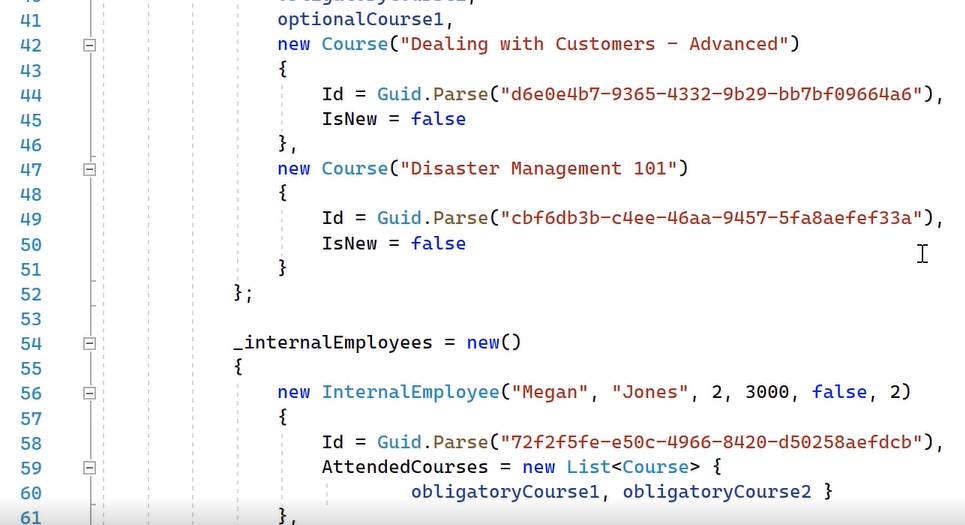 41 optionalCourse1,
42 new Course("Dealing with Customers - Advanced")
43 {
44 Id = Guid.Parse("d6e0e4b7-9365-4332-9b29-bb7bf09664a6"),
45 IsNew = false
46 },
47 new Course("Disaster Management 101")
48 {
49 Id = Guid.Parse("cbf6db3b-c4ee-46aa-9457-5fa8aefef33a"),
50 IsNew = false
51 }
52 };
53
54 _internalEmployees = new()
55 {
56 new InternalEmployee("Megan", "Jones", 2, 3000, false, 2)
57 {
58 Id = Guid.Parse("72f2f5fe-e50c-4966-8420-d50258aefdcb"),
59 AttendedCourses = new List<Course> {
60 obligatoryCourse1, obligatoryCourse2 }
61 },